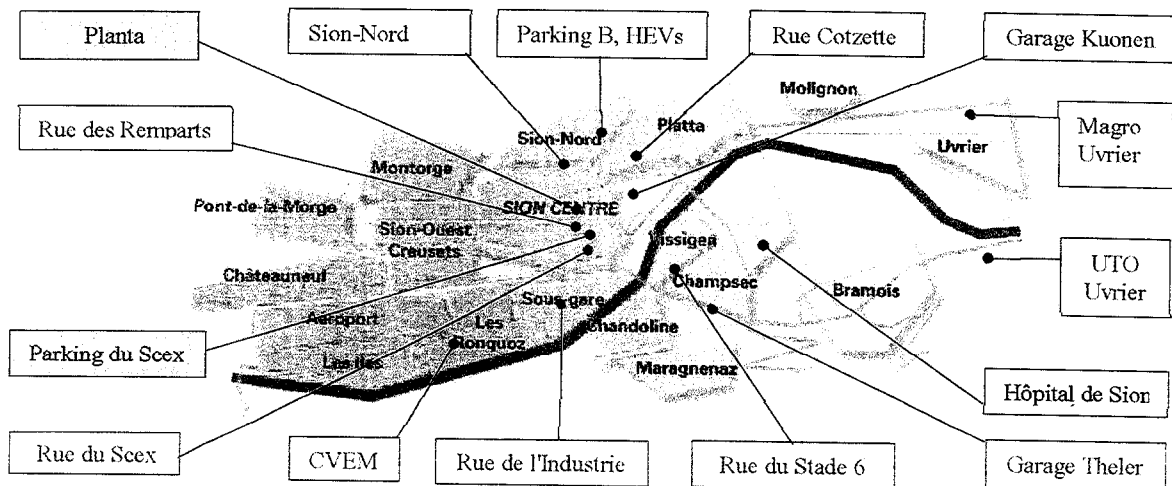 Planta
Sion-Nord
Parking B, HEVs
Rue Cotzette
Garage Kuonen
Molignon
Rue des Remparts
Sion-Nord
Platta
Magro
Uvrier
Uvrier
Montorge
Pont-de-la-Morge
SION CENTRE
Sion-Ouest
Creusets
Vissigen
Châteauneuf
Champsec
UTO
Uvrier
Bramois
Sous-gare
Aéroport
Les
Ronquoz
Chandoline
Parking du Scex
Les Iles
Maragnenaz
Hôpital de Sion
Rue du Scex
CVEM
Rue de l'Industrie
Rue du Stade 6
Garage Theler